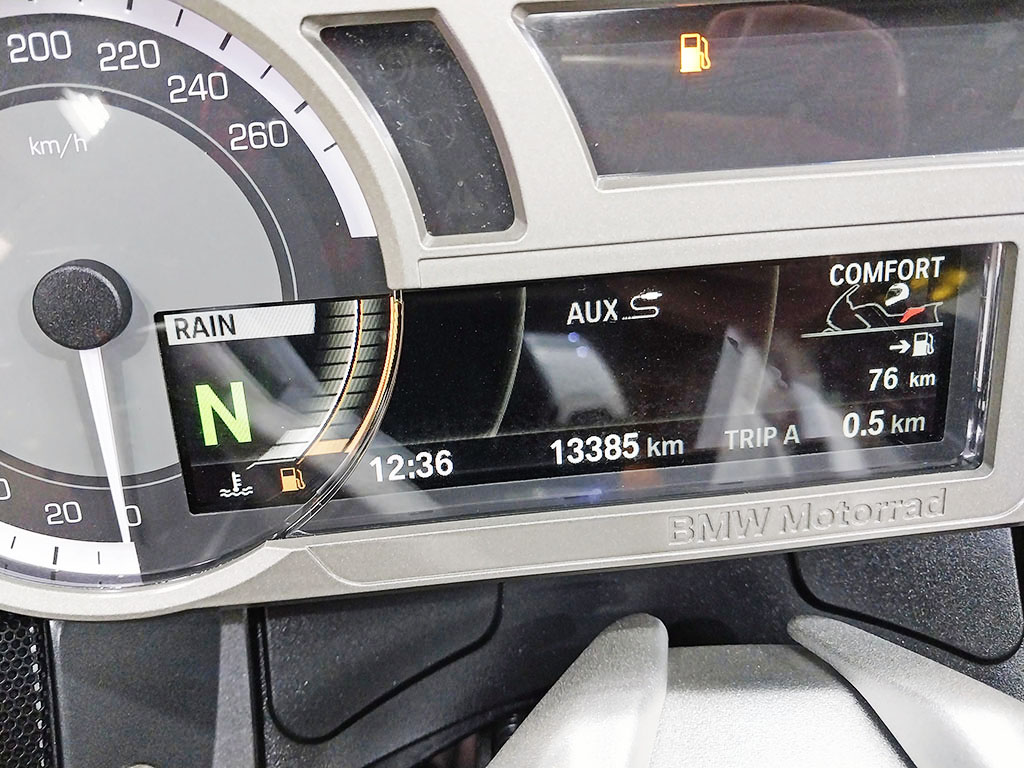 200
220
240
260
km/h
COMFORT
AUX
RAIN
76 km
N
0.5 km
TRIP A
13385 km
12:36
20
0
BMW Motorrad